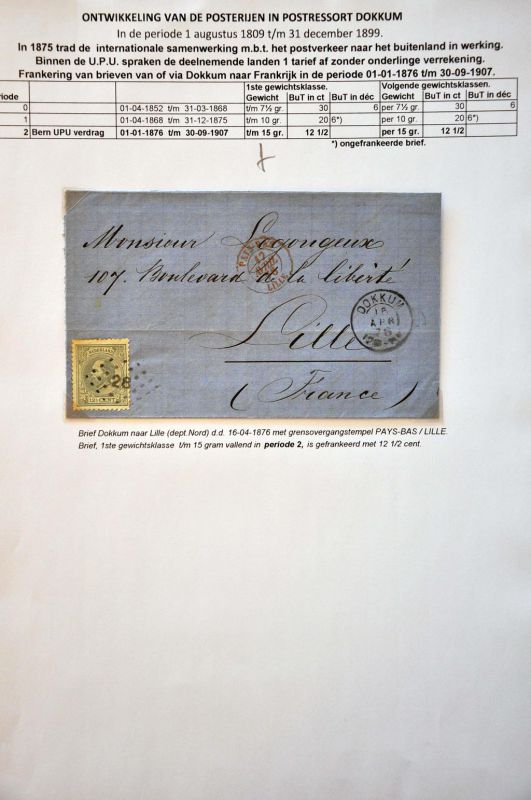 ONTWIKKELING VAN DE POSTERIJEN IN POSTRESSORT DOKKUM
In de periode 1 augustus 1809 t/m 31 december 1899.
In 1875 trad de internationale samenwerking m.b.t. het postverkeer naar het buitenland in werking.
Binnen de U.P.U. spraken de deelnemende landen 1 tarief af zonder onderlinge verrekening.
Frankering van brieven van of via Dokkum naar Frankrijk in de periode 01-01-1876 t/m 30-09-1907.
1ste gewichtsklasse. Volgende gewichtsklassen.
riode Gewicht BuT in ct BuT in déc Gewicht BuT in ct BuT in déc
0 01-04-1852 t/m 31-03-1868 t/m 7½ gr. 30 6 per 7½ gr. 30 6
1 01-04-1868 t/m 31-12-1875 t/m 10 gr. 20 6*) per 10 gr. 20 6*)
2 Bern UPU verdrag 01-01-1876 t/m 30-09-1907 t/m 15 gr. 12 1/2 per 15 gr. 12 1/2
*) ongefrankeerde brief.
Monsieur Legongeux
107. Boulevard de la liberté
Lille
(France)
LILLE
DOKKUM
APR
76
NEDERLAND
28
CENT
Brief Dokkum naar Lille (dept.Nord) d.d. 16-04-1876 met grensovergangstempel PAYS-BAS / LILLE.
Brief, 1ste gewichtsklasse t/m 15 gram vallend in periode 2, is gefrankeerd met 12 1/2 cent.